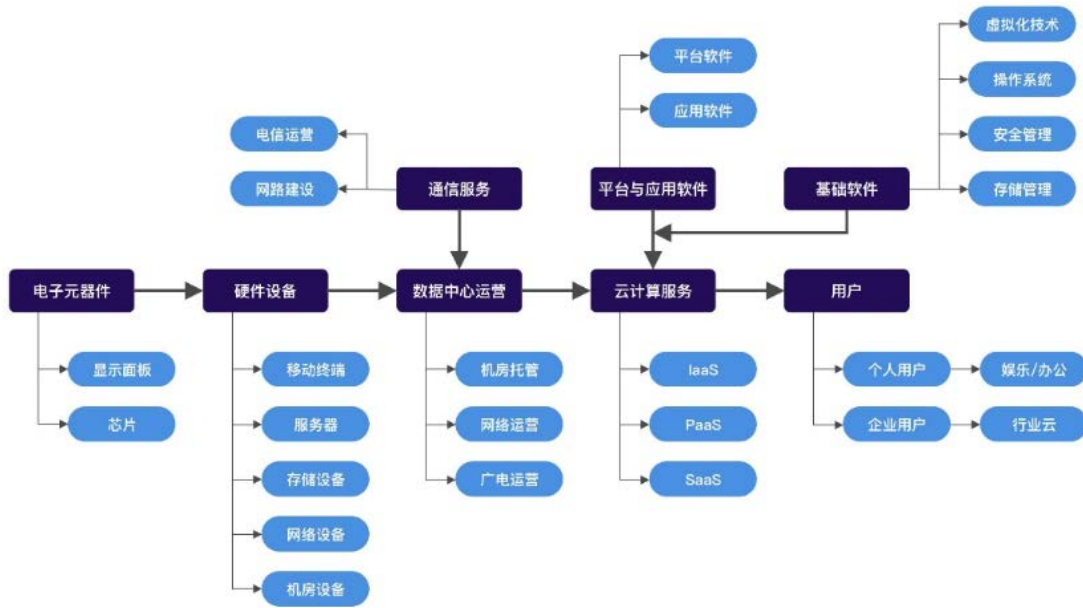 虚拟化技术
平台软件
操作系统
应用软件
电信运营
安全管理
网路建设
通信服务
平台与应用软件
基础软件
存储管理
电子元器件
硬件设备
数据中心运营
云计算服务
用户
显示面板
移动终端
机房托管
IaaS
个人用户
娱乐/办公
芯片
服务器
网络运营
PaaS
企业用户
行业云
存储设备
广电运营
SaaS
网络设备
机房设备